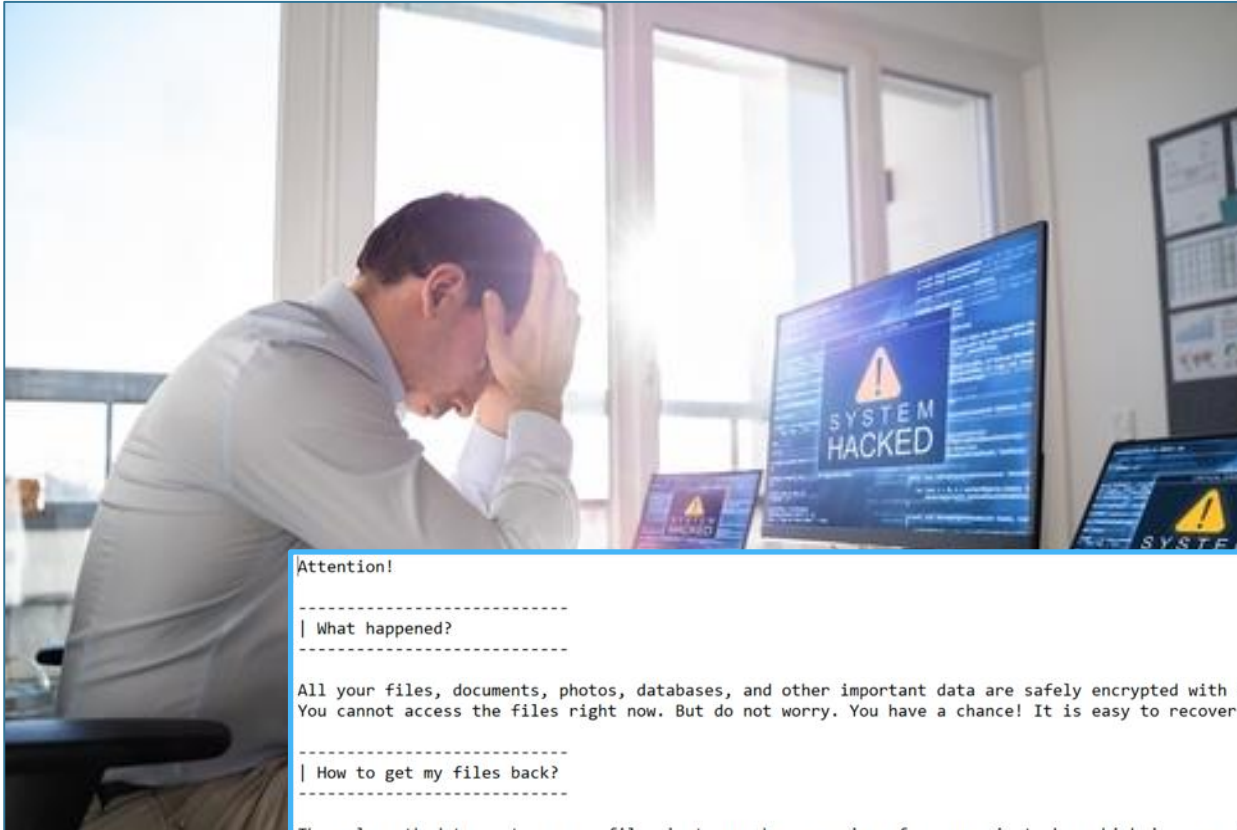 SYSTEM
HACKED
SYSTEM
HACKED
Attention!
---------------------------
| What happened?
---------------------------
All your files, documents, photos, databases, and other important data are safely encrypted with
You cannot access the files right now. But do not worry. You have a chance! It is easy to recover
---------------------------
| How to get my files back?
---------------------------